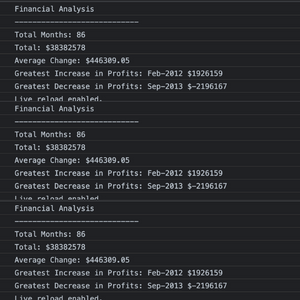 Financial Analysis
----------------------------
Total Months: 86
Total: $38382578
Average Change: $446309.05
Greatest Increase in Profits: Feb-2012 $1926159
Greatest Decrease in Profits: Sep-2013 $-2196167
Live reload enabled.
Financial Analysis
----------------------------
Total Months: 86
Total: $38382578
Average Change: $446309.05
Greatest Increase in Profits: Feb-2012 $1926159
Greatest Decrease in Profits: Sep-2013 $-2196167
Live reload enabled
Financial Analysis
----------------------------
Total Months: 86
Total: $38382578
Average Change: $446309.05
Greatest Increase in Profits: Feb-2012 $1926159
Greatest Decrease in Profits: Sep-2013 $-2196167
Live reload enabled.